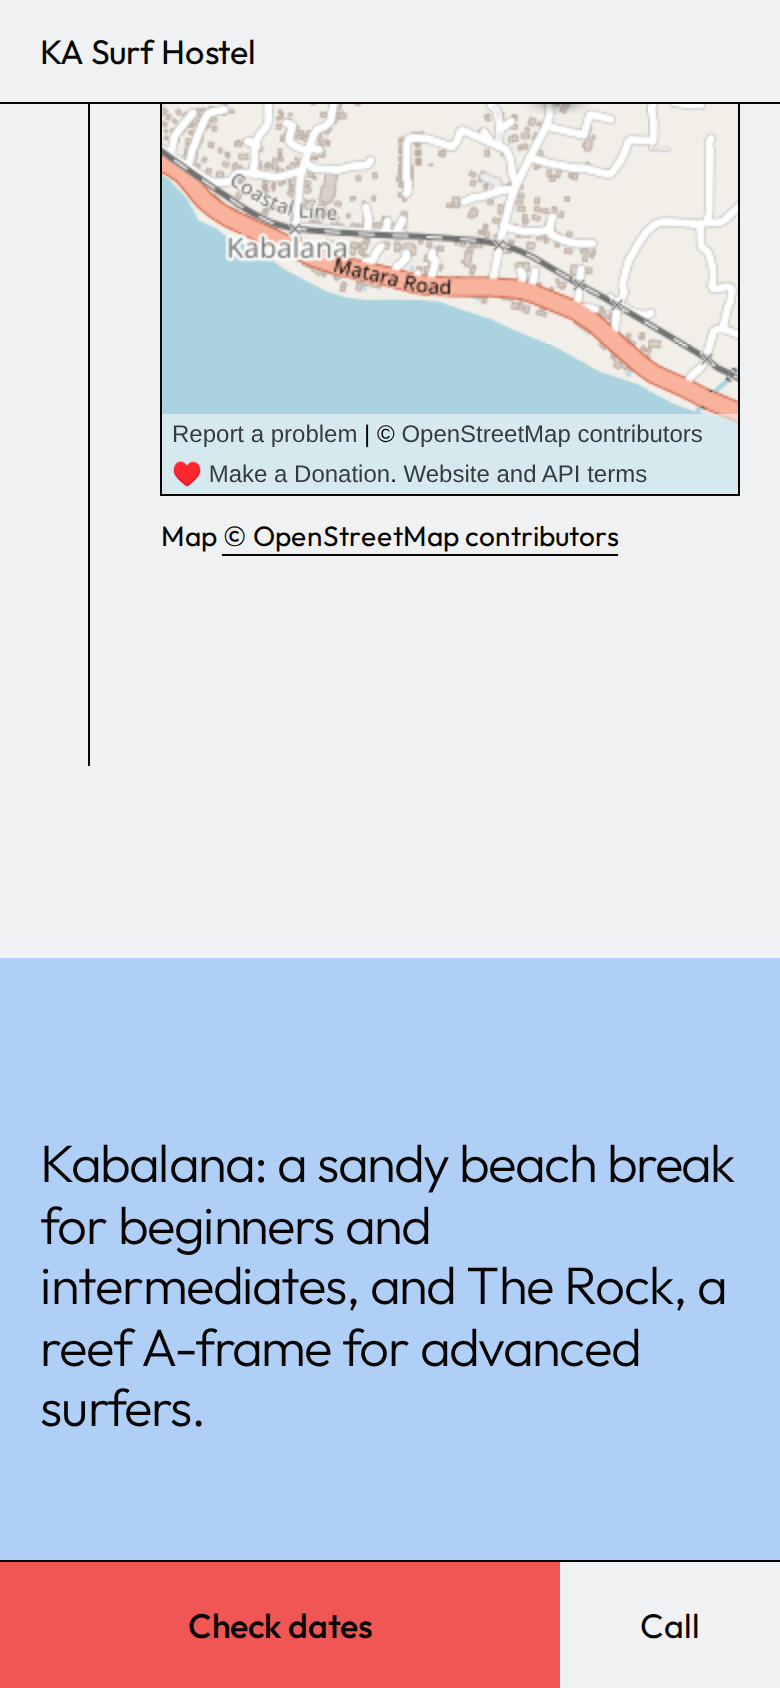 KA Surf Hostel
Coastal Line
Kabalana
Matara Road
Report a problem | © OpenStreetMap contributors
❤️ Make a Donation. Website and API terms
Map © OpenStreetMap contributors
Kabalana: a sandy beach break
for beginners and
intermediates, and The Rock, a
reef A-frame for advanced
surfers.
Check dates
Call